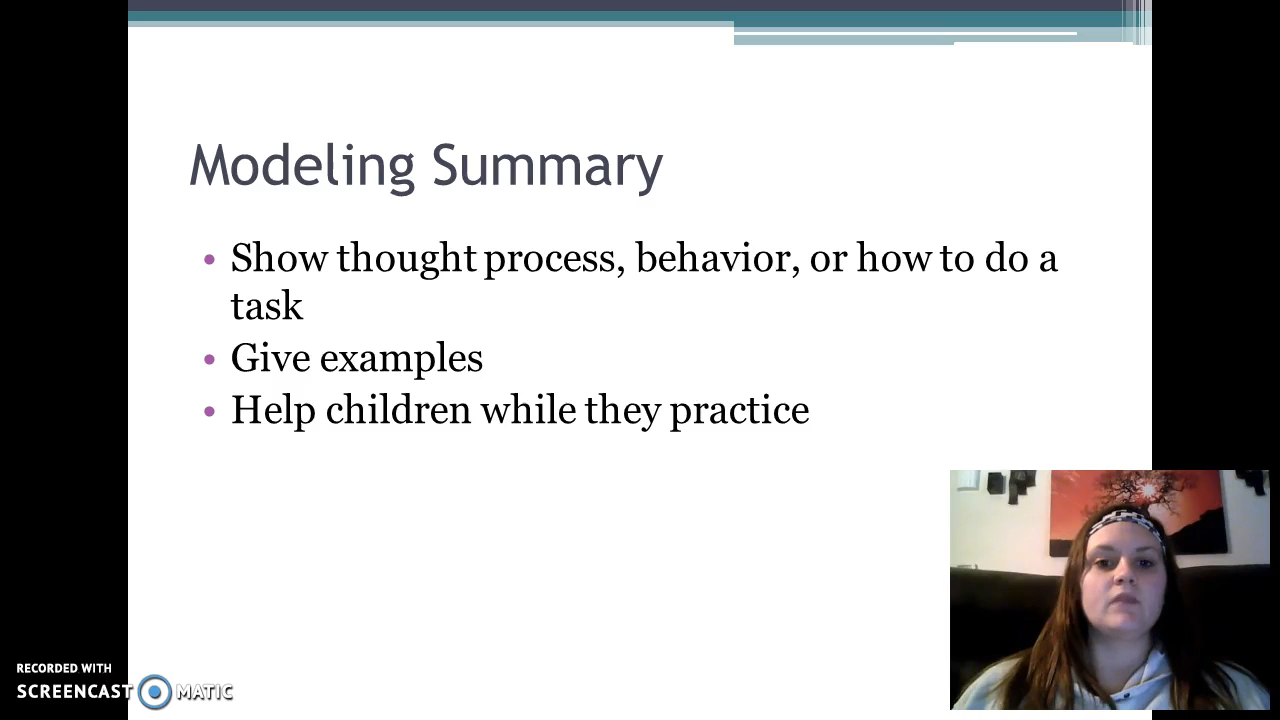 Modeling Summary
• Show thought process, behavior, or how to do a
task
• Give examples
• Help children while they practice
RECORDED WITH
SCREENCAST MATIC